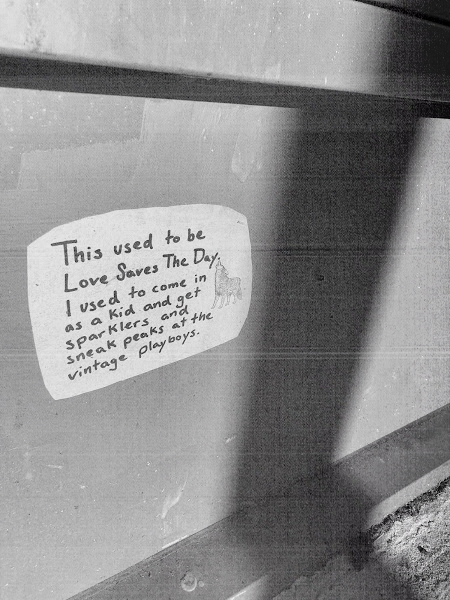 This used to be
Love Saves The Day.
I used to come in
as a kid and get
sparklers and
sneak peaks at the
vintage playboys.